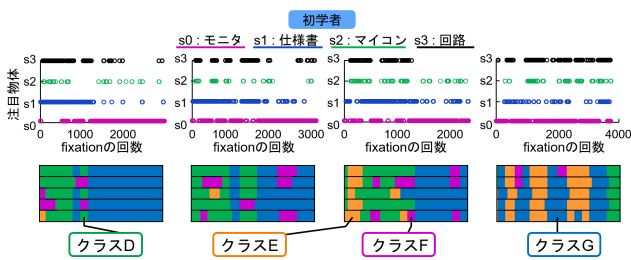 初学者
s0 : モニタ s1 : 仕様書 s2 : マイコン s3 : 回路
注目物体
s3 s3 s3 s3
s2 s2 s2 s2
s1 s1 s1 s1
s0 s0 s0 s0
0 1000 2000 0 1000 2000 3000 0 1000 2000 0 2000 4000
fixationの回数 fixationの回数 fixationの回数 fixationの回数
クラスD クラスE クラスF クラスG